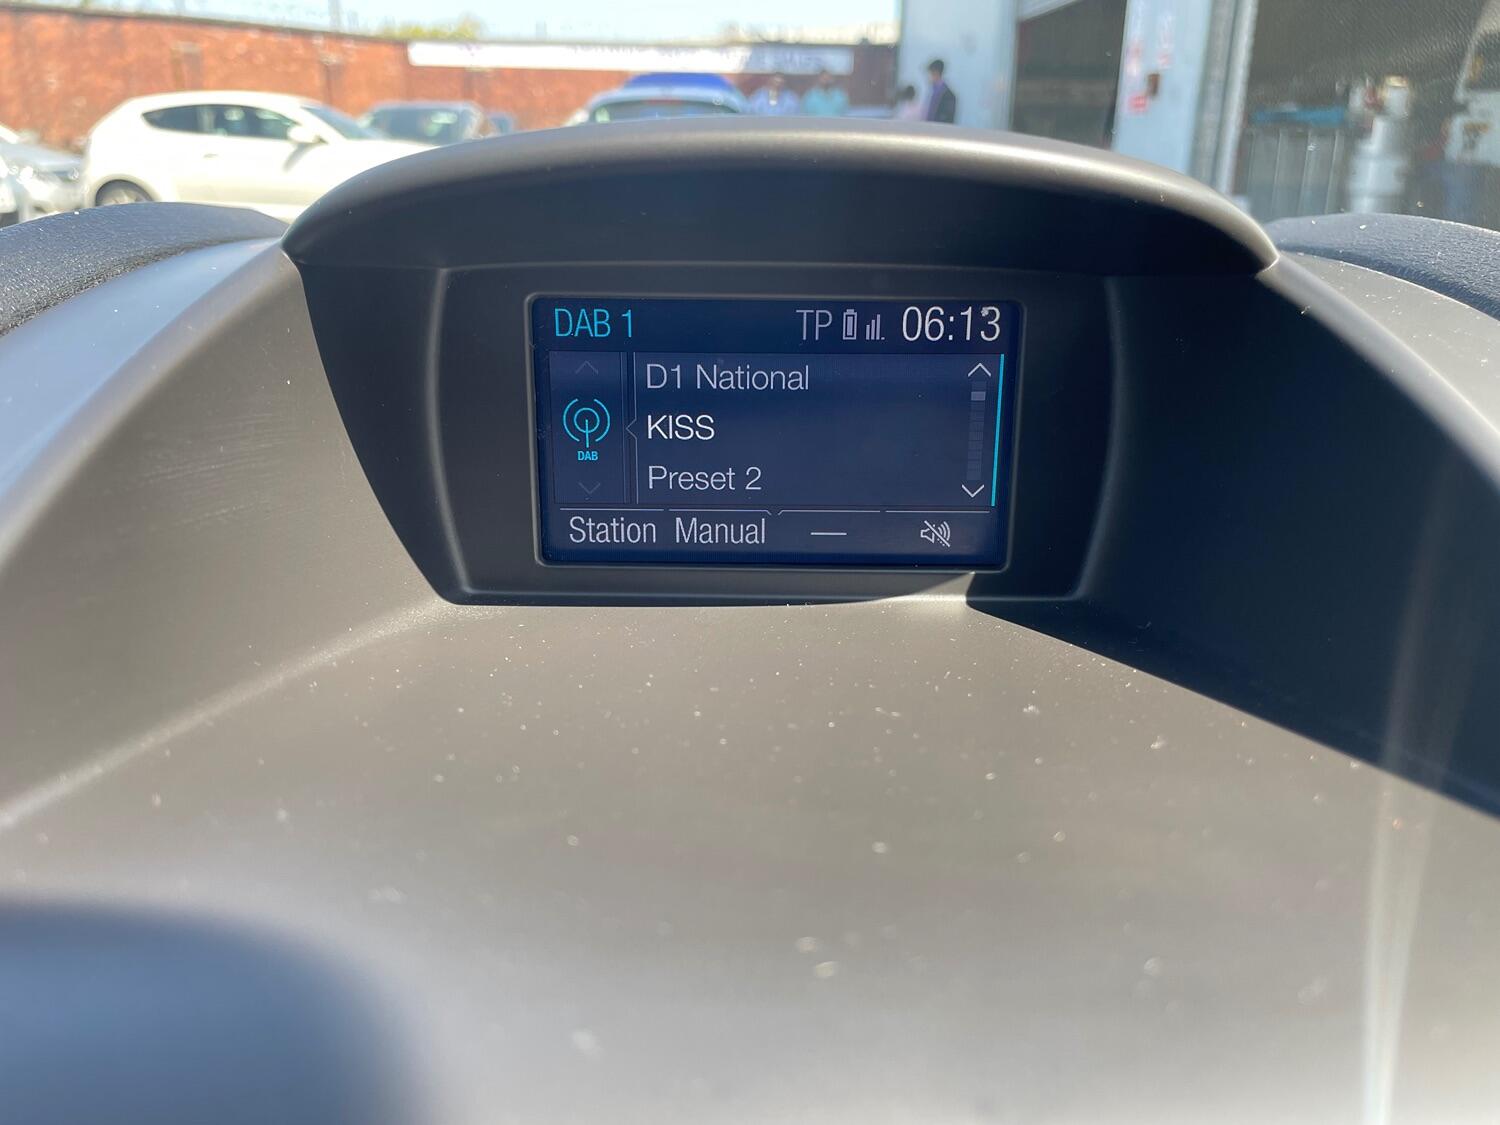 DAB 1 TP 06:13
D1 National
KISS
DAB
Preset 2
Station Manual —